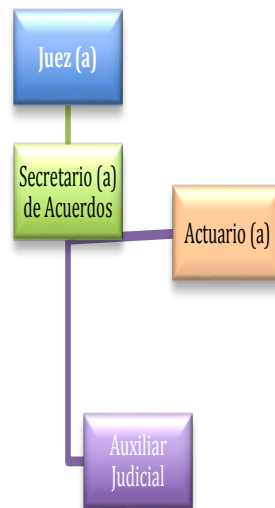 Juez (a)
Secretario (a)
de Acuerdos
Actuario (a)
Auxiliar
Judicial